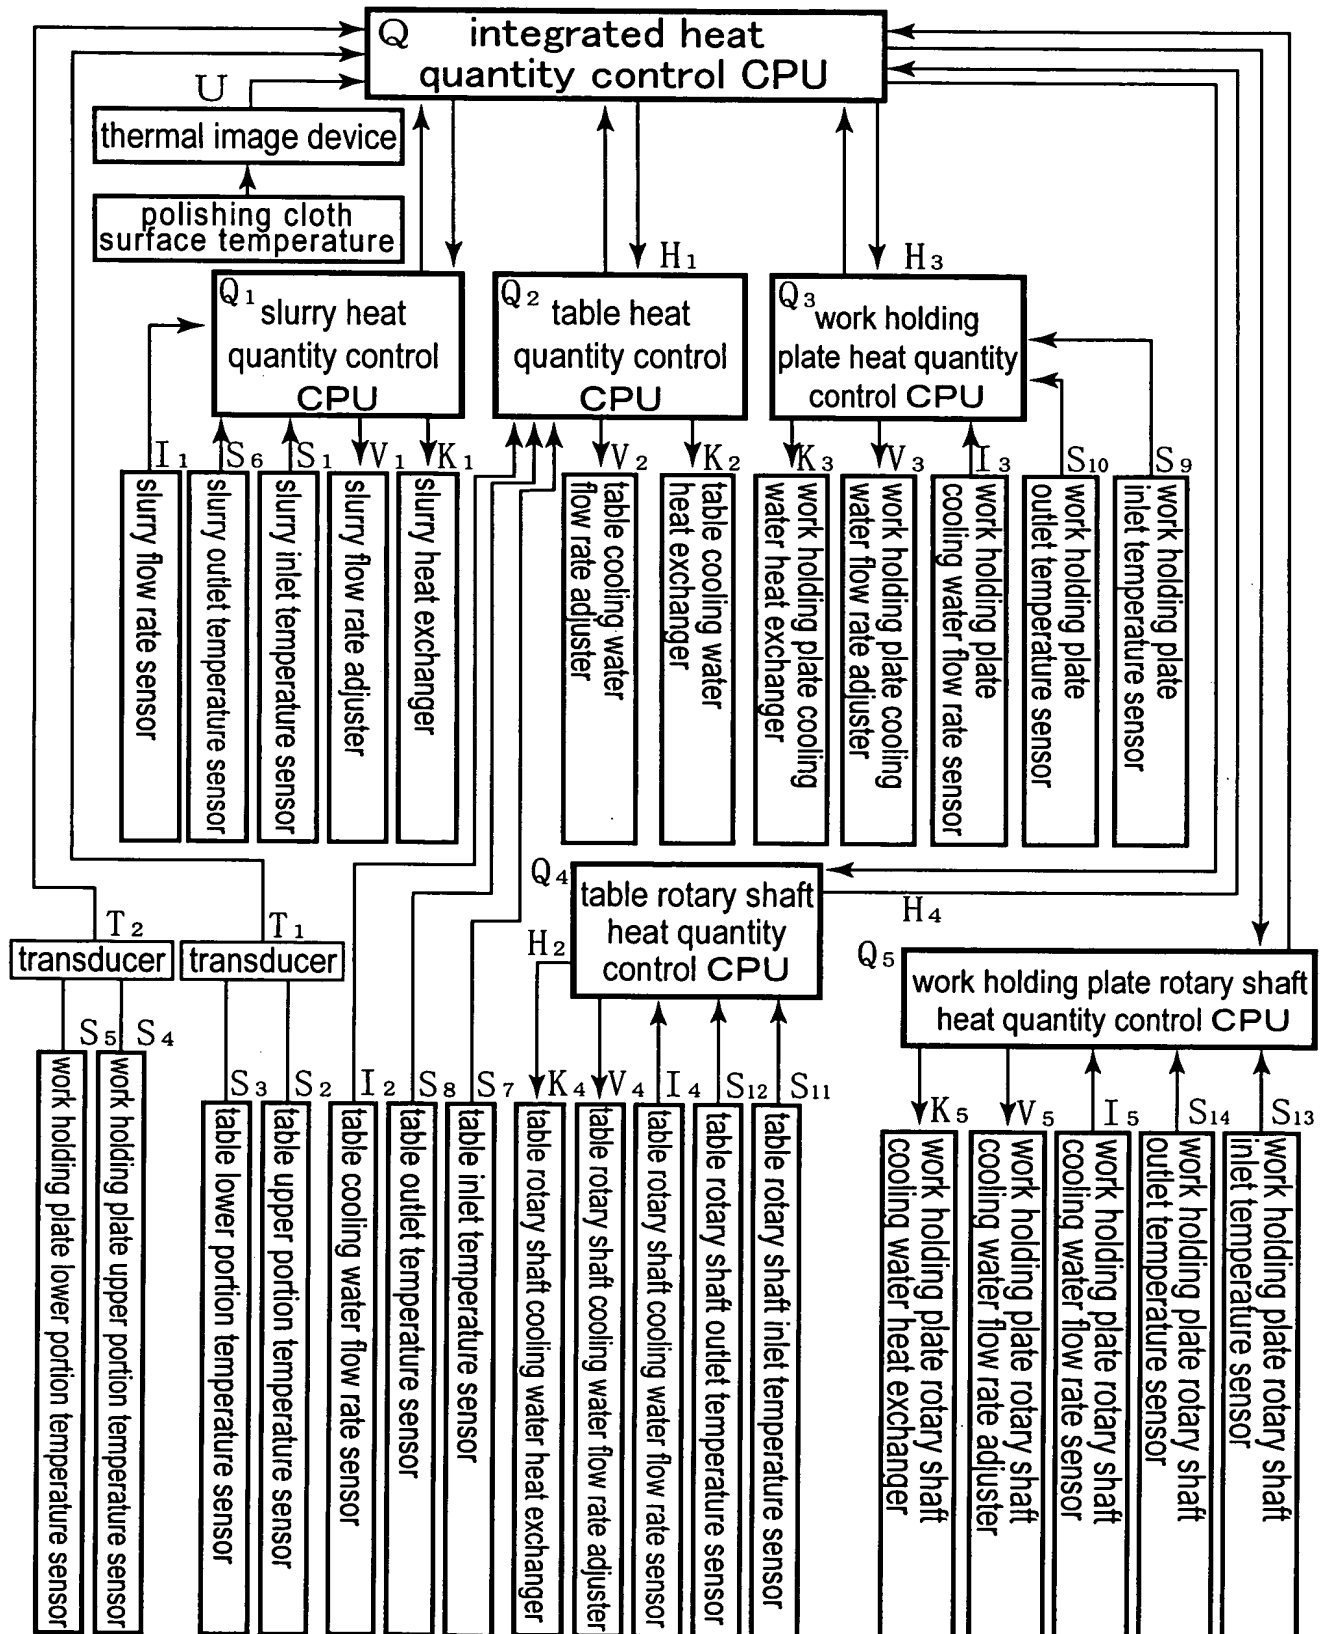 Q integrated heat
quantity control CPU
U
thermal image device
polishing cloth
surface temperature
H1
H3
Q1
slurry heat
quantity control
CPU
Q2
table heat
quantity control
CPU
Q3
work holding
plate heat quantity
control CPU
I1
S6
S1
V1
K1
V2
K2
K3
V3
I3
S10
S9
slurry flow rate sensor
slurry outlet temperature sensor
slurry inlet temperature sensor
slurry flow rate adjuster
slurry heat exchanger
table cooling water
flow rate adjuster
table cooling water
heat exchanger
work holding plate cooling
water heat exchanger
work holding plate cooling
water flow rate adjuster
work holding plate
cooling water flow rate sensor
work holding plate
outlet temperature sensor
work holding plate
inlet temperature sensor
Q4
table rotary shaft
heat quantity
control CPU
H4
H2
T2
transducer
T1
transducer
Q5
work holding plate rotary shaft
heat quantity control CPU
S5
S4
S3
S2
I2
S8
S7
K4
V4
I4
S12
S11
K5
V5
I5
S14
S13
work holding plate lower portion temperature sensor
work holding plate upper portion temperature sensor
table lower portion temperature sensor
table upper portion temperature sensor
table cooling water flow rate sensor
table outlet temperature sensor
table inlet temperature sensor
table rotary shaft cooling water heat exchanger
table rotary shaft cooling water flow rate adjuster
table rotary shaft cooling water flow rate sensor
table rotary shaft outlet temperature sensor
table rotary shaft inlet temperature sensor
work holding plate rotary shaft
cooling water heat exchanger
work holding plate rotary shaft
cooling water flow rate adjuster
work holding plate rotary shaft
cooling water flow rate sensor
work holding plate rotary shaft
outlet temperature sensor
work holding plate rotary shaft
inlet temperature sensor